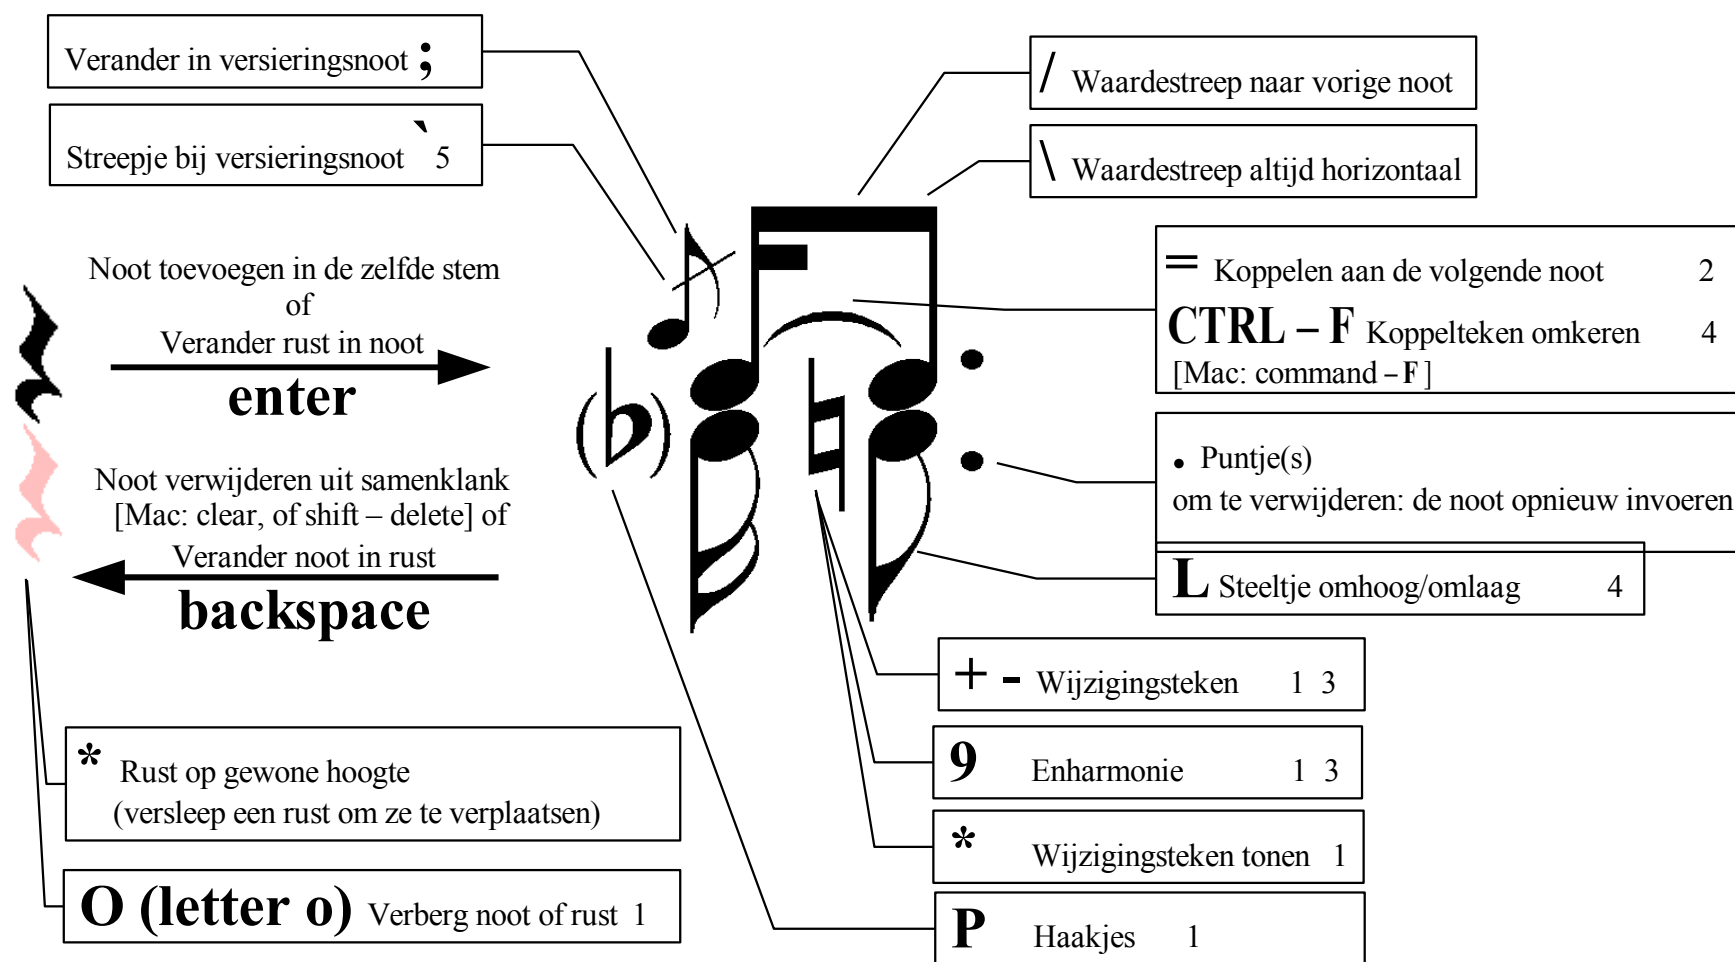 Verander in versieringsnoot ;
Streepje bij versieringsnoot ` 5
/ Waardestreep naar vorige noot
\ Waardestreep altijd horizontaal
Noot toevoegen in de zelfde stem
of
Verander rust in noot
enter
Noot verwijderen uit samenklank
[Mac: clear, of shift – delete] of
Verander noot in rust
backspace
= Koppelen aan de volgende noot 2
CTRL – F Koppelteken omkeren 4
[Mac: command – F]
. Puntje(s)
om te verwijderen: de noot opnieuw invoeren
L Steeltje omhoog/omlaag 4
+ - Wijzigingsteken 1 3
9 Enharmonie 1 3
* Wijzigingsteken tonen 1
P Haakjes 1
* Rust op gewone hoogte
(versleep een rust om ze te verplaatsen)
O (letter o) Verberg noot of rust 1